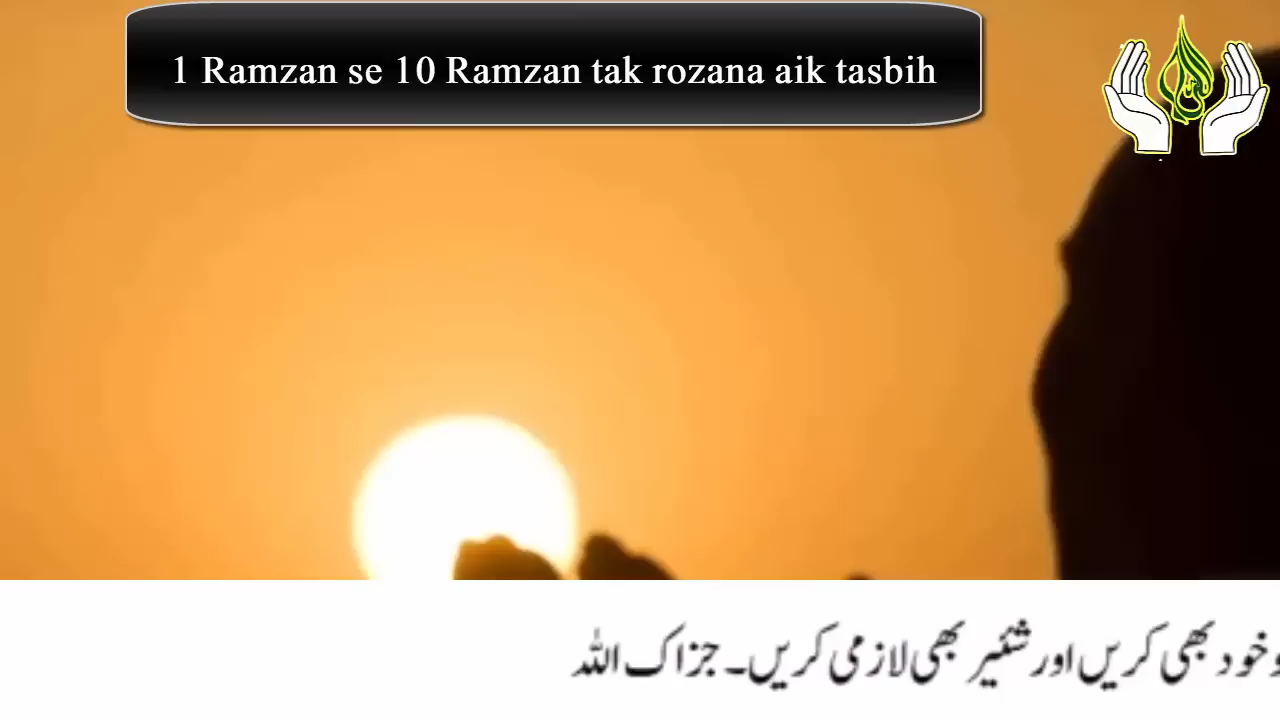 1 Ramzan se 10 Ramzan tak rozana aik tasbih
خود بھی کریں اور شئیر بھی لازمی کریں۔ جزاک اللہ